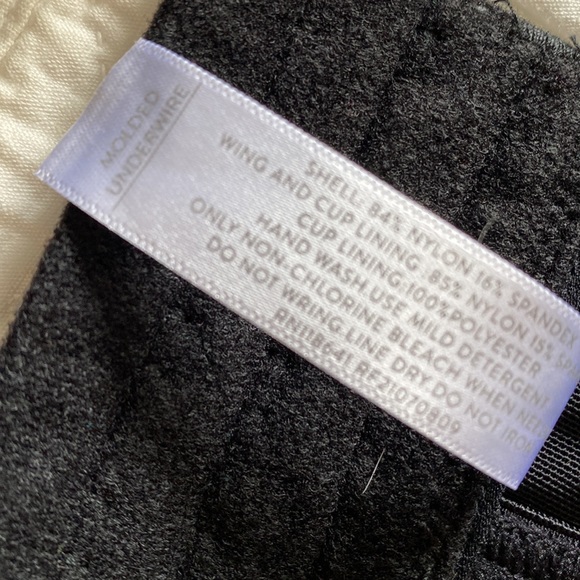 MOLDED
UNDERWIRE
SHELL: 84% NYLON 16% SPANDEX
WING AND CUP LINING: 85% NYLON 15% SPA
CUP LINING:100%POLYESTER
HAND WASH.USE MILD DETERGENT
ONLY NON-CHLORINE BLEACH WHEN NEE
DO NOT WRING.LINE DRY.DO NOT IRON
RN118641 RE21070809